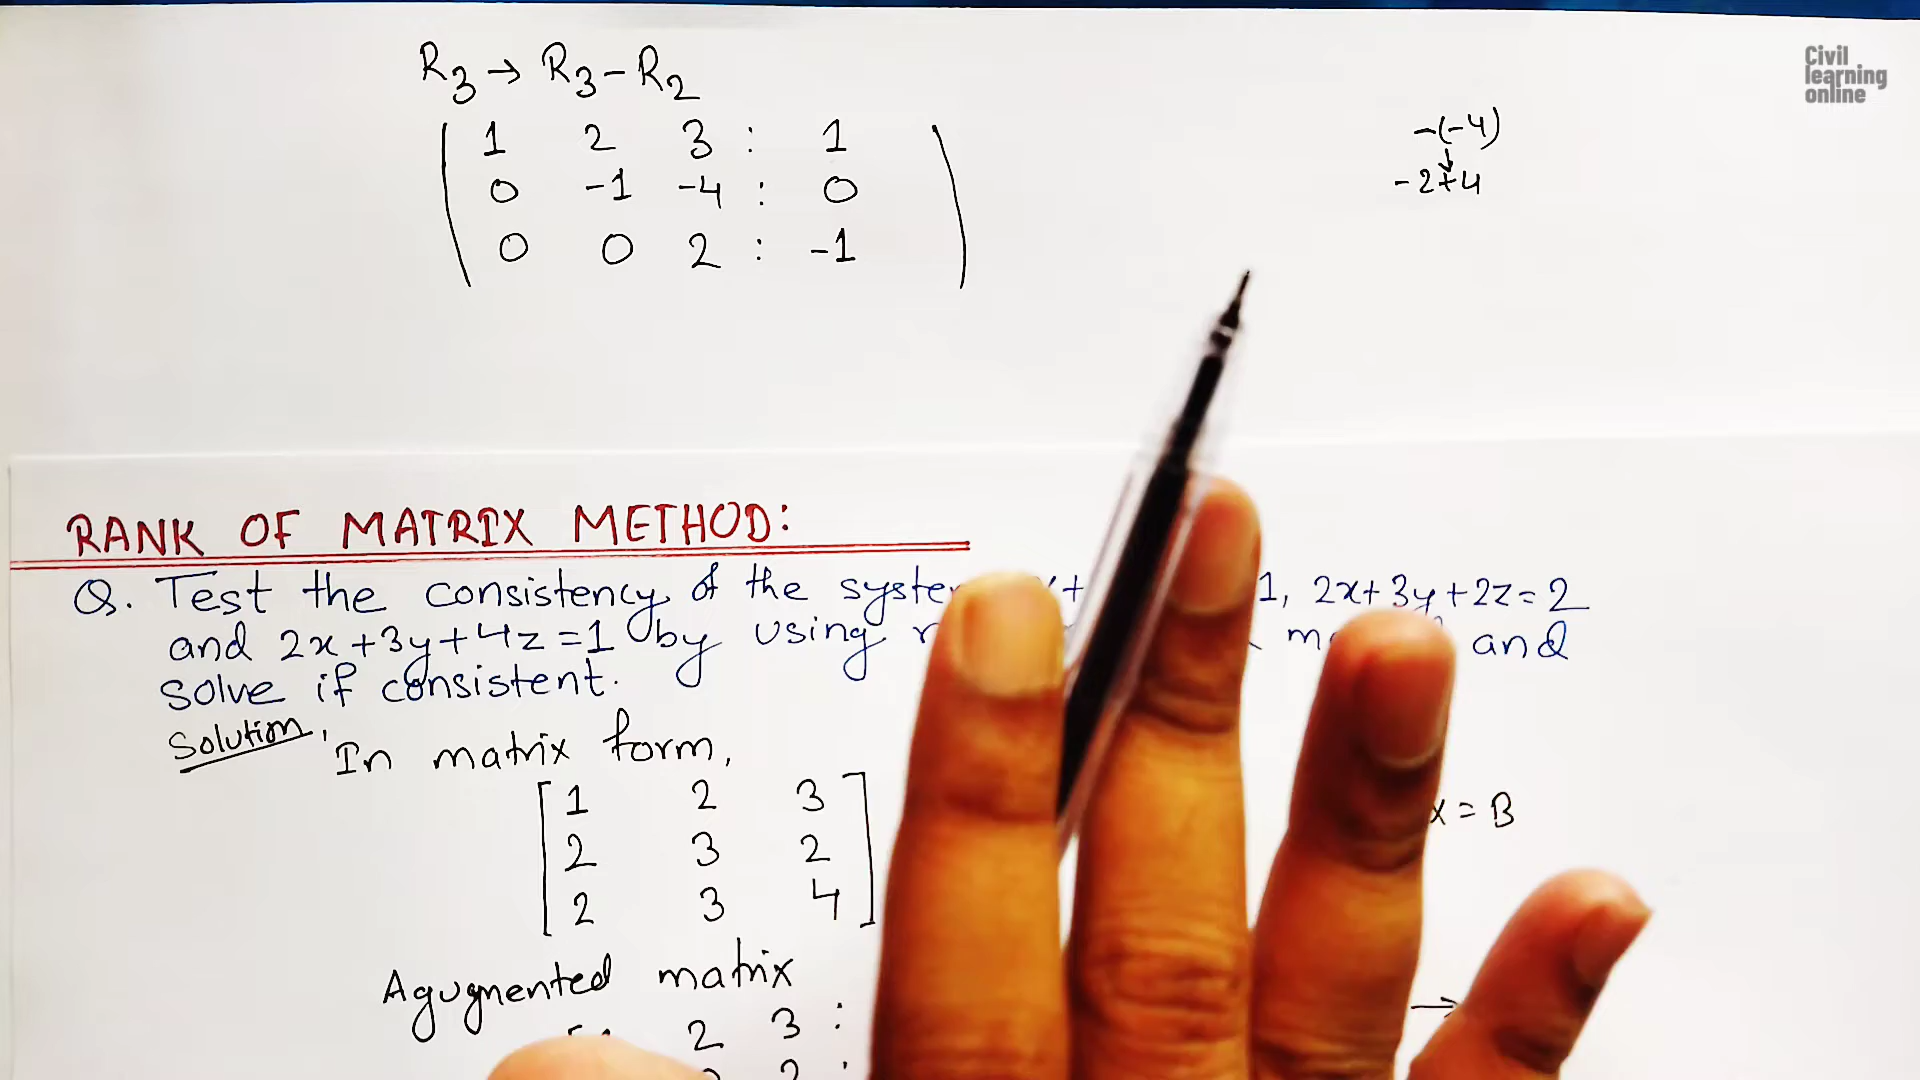 R3 → R3 - R2
1 2 3 : 1
0 -1 -4 : 0
0 0 2 : -1
-(-4)
-2+4
Civil
learning
online
RANK OF MATRIX METHOD:
Q. Test the consistency of the 1, 2x+3y+2z=2
and 2x+3y+4z=1 by using and
solve if consistent.
Solution,
In matrix form,
1 2 3
2 3 2
2 3 4
x = B
Agugmented matrix
2 3 :
→